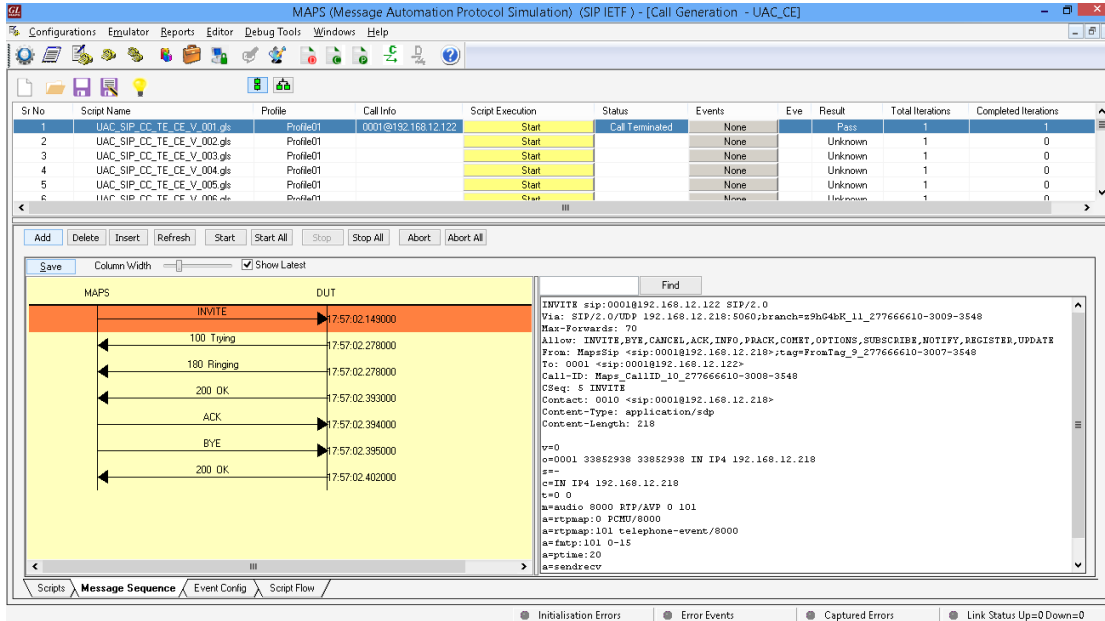 GL
MAPS (Message Automation Protocol Simulation) (SIP IETF ) - [Call Generation - UAC_CE]
Configurations Emulator Reports Editor Debug Tools Windows Help
Sr No Script Name Profile Call Info Script Execution Status Events Eve Result Total Iterations Completed Iterations
1 UAC_SIP_CC_TE_CE_V_001.gls Profile01 0001@192.168.12.122 Start Call Terminated None Pass 1 1
2 UAC_SIP_CC_TE_CE_V_002.gls Profile01 Start None Unknown 1 0
3 UAC_SIP_CC_TE_CE_V_003.gls Profile01 Start None Unknown 1 0
4 UAC_SIP_CC_TE_CE_V_004.gls Profile01 Start None Unknown 1 0
5 UAC_SIP_CC_TE_CE_V_005.gls Profile01 Start None Unknown 1 0
6 UAC_SIP_CC_TE_CE_V_006.gls Profile01 Start None Unknown 1 0
Add Delete Insert Refresh Start Start All Stop Stop All Abort Abort All
Save Column Width Show Latest
Find
MAPS DUT
INVITE
17:57:02.149000
100 Trying
17:57:02.278000
180 Ringing
17:57:02.278000
200 OK
17:57:02.393000
ACK
17:57:02.394000
BYE
17:57:02.395000
200 OK
17:57:02.402000
INVITE sip:0001@192.168.12.122 SIP/2.0
Via: SIP/2.0/UDP 192.168.12.218:5060;branch=z9hG4bK_11_277666610-3009-3548
Max-Forwards: 70
Allow: INVITE,BYE,CANCEL,ACK,INFO,PRACK,COMET,OPTIONS,SUBSCRIBE,NOTIFY,REGISTER,UPDATE
From: MapsSip <sip:0001@192.168.12.218>;tag=FromTag_9_277666610-3007-3548
To: 0001 <sip:0001@192.168.12.122>
Call-ID: Maps_CallID_10_277666610-3008-3548
CSeq: 5 INVITE
Contact: 0010 <sip:0001@192.168.12.218>
Content-Type: application/sdp
Content-Length: 218
v=0
o=0001 33852938 33852938 IN IP4 192.168.12.218
s=-
c=IN IP4 192.168.12.218
t=0 0
m=audio 8000 RTP/AVP 0 101
a=rtpmap:0 PCMU/8000
a=rtpmap:101 telephone-event/8000
a=fmtp:101 0-15
a=ptime:20
a=sendrecv
Scripts Message Sequence Event Config Script Flow
Initialisation Errors Error Events Captured Errors Link Status Up=0 Down=0